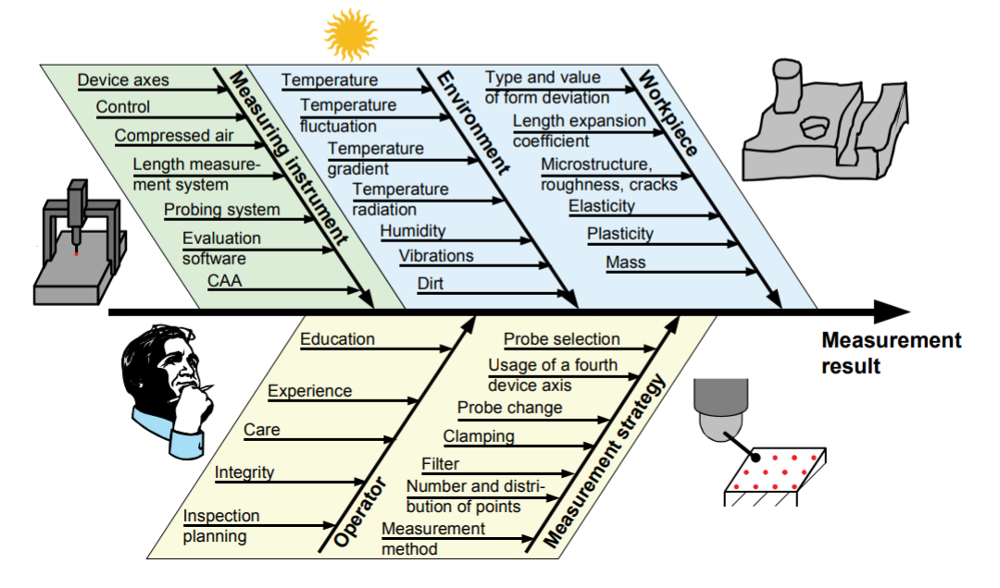 Device axes
Control
Compressed air
Length measure-
ment system
Probing system
Evaluation
software
CAA
Measuring instrument
Temperature
Temperature
fluctuation
Temperature
gradient
Temperature
radiation
Humidity
Vibrations
Dirt
Environment
Type and value
of form deviation
Length expansion
coefficient
Microstructure,
roughness, cracks
Elasticity
Plasticity
Mass
Workpiece
Measurement
result
Education
Experience
Care
Integrity
Inspection
planning
Operator
Probe selection
Usage of a fourth
device axis
Probe change
Clamping
Filter
Number and distri-
bution of points
Measurement
method
Measurement strategy